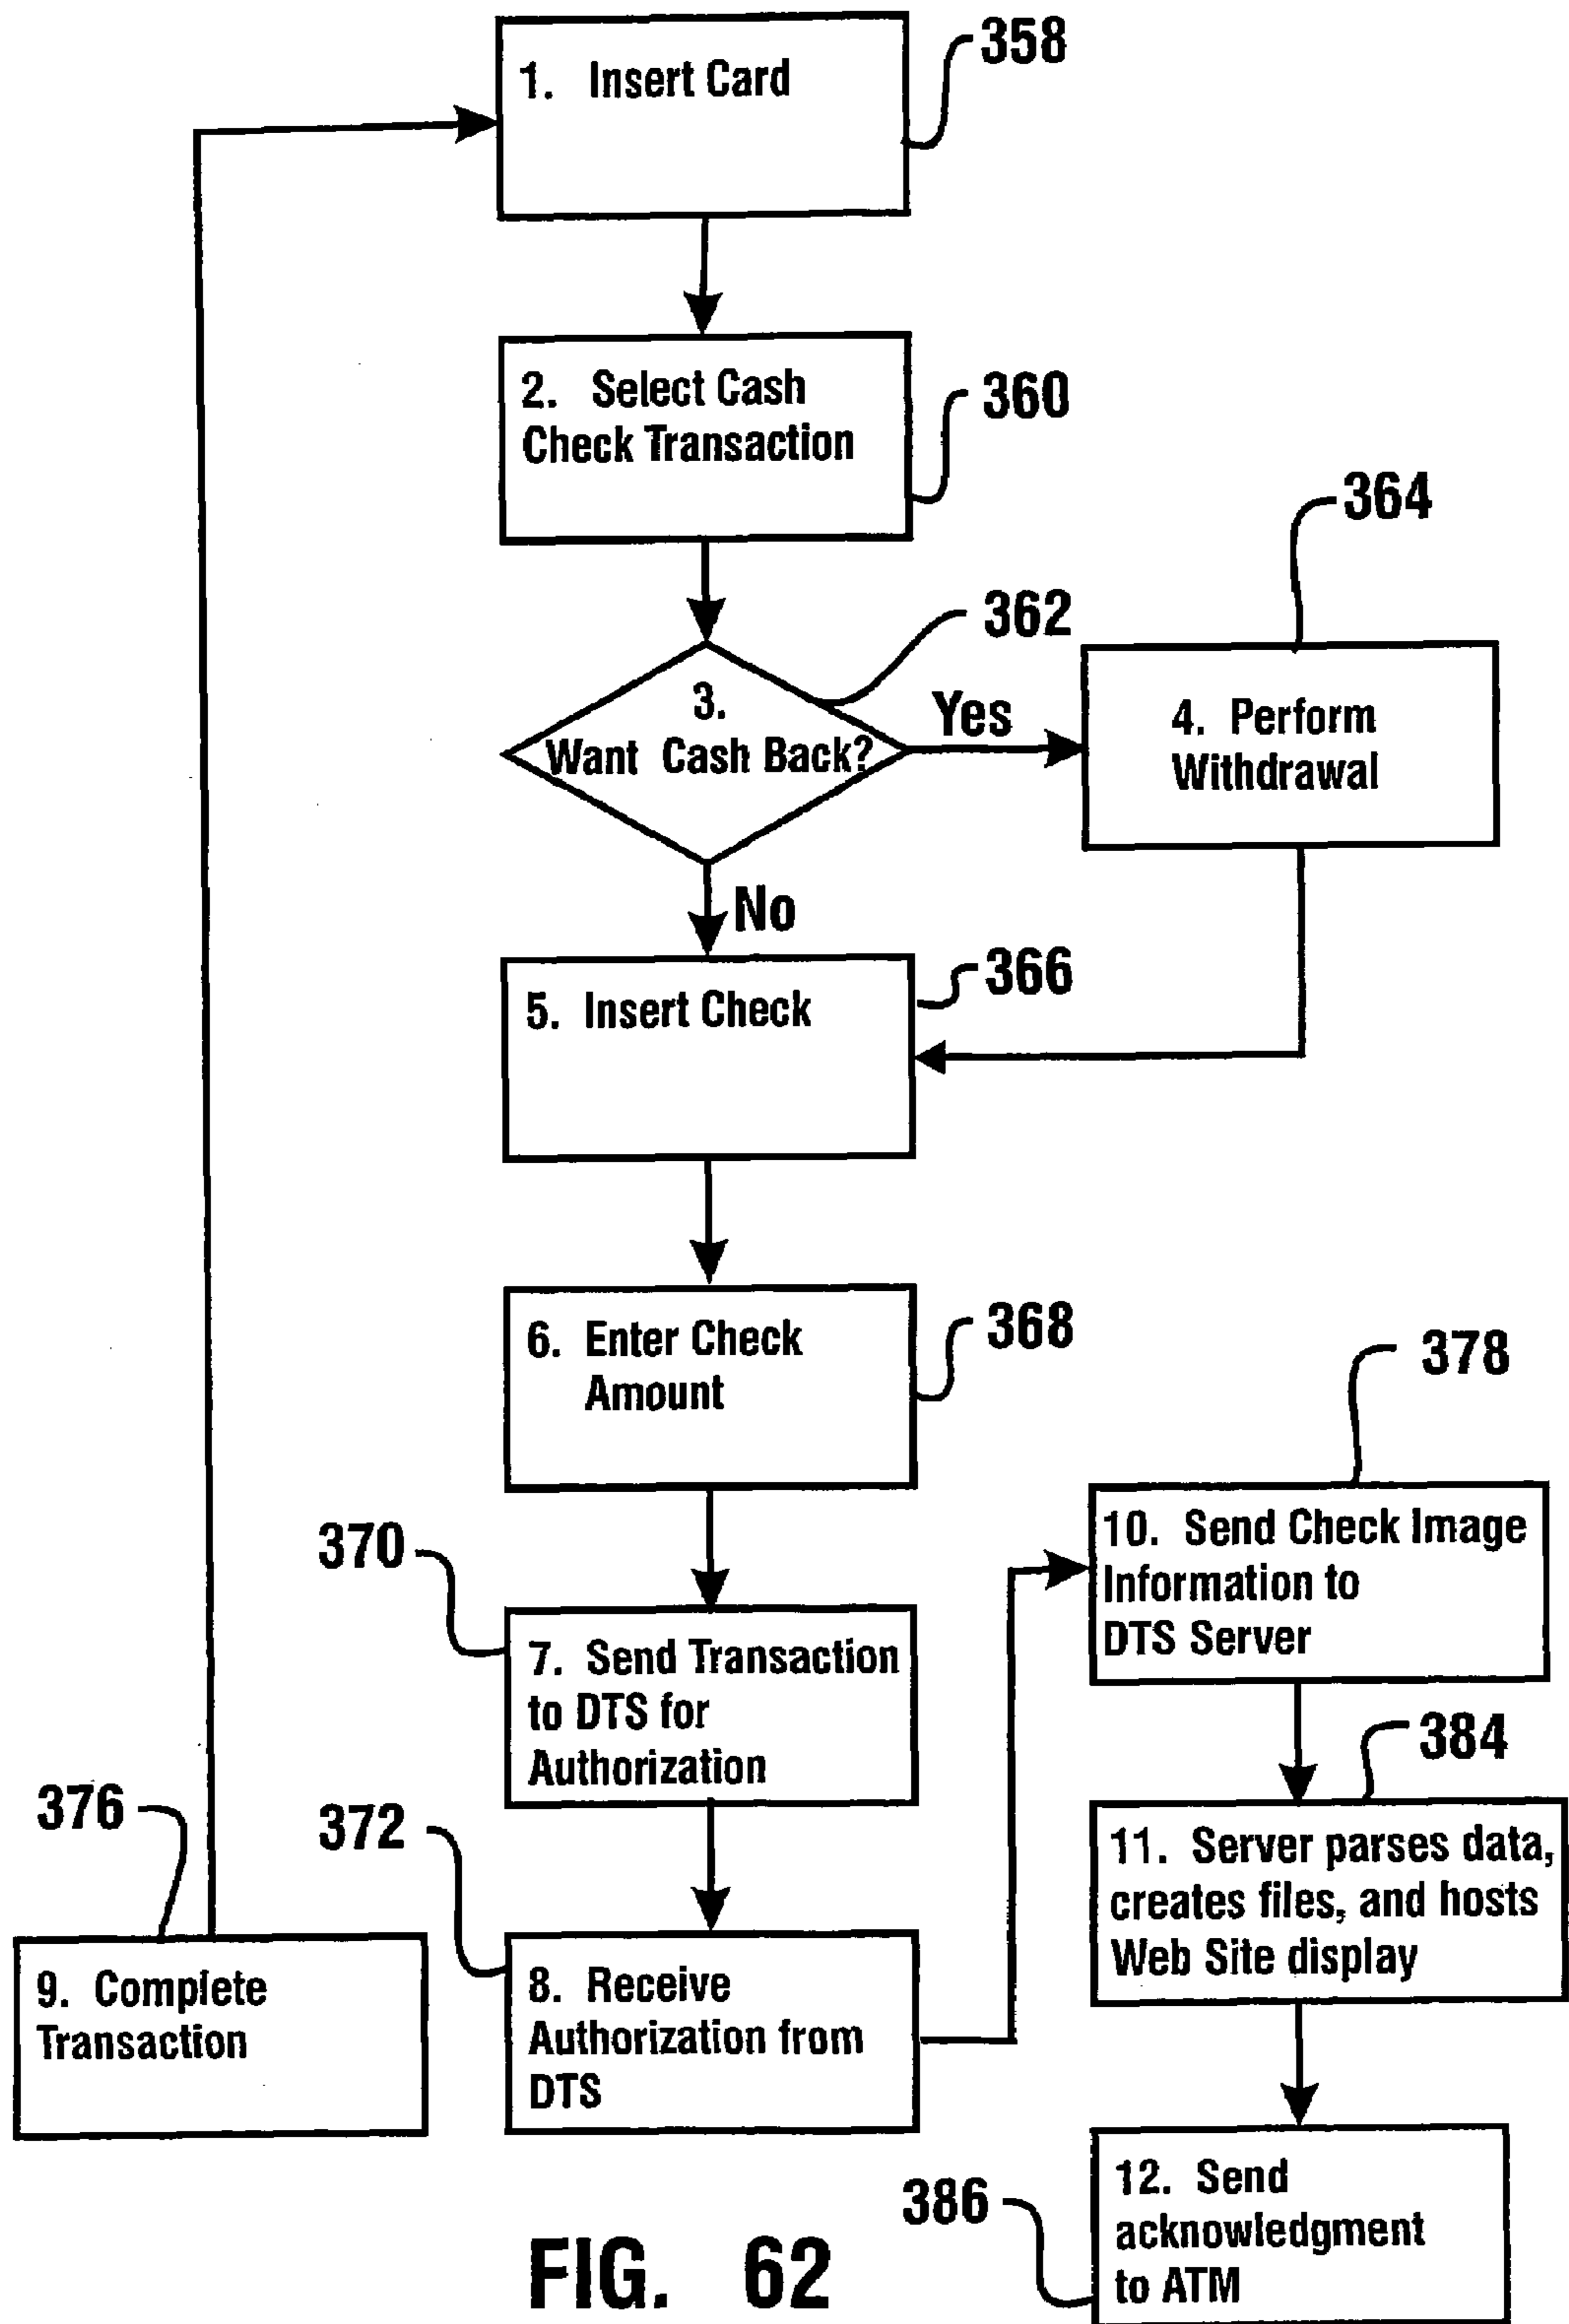 1. Insert Card
358
2. Select Cash
Check Transaction
360
3.
Want Cash Back?
362
Yes
No
364
4. Perform
Withdrawal
5. Insert Check
366
6. Enter Check
Amount
368
370
7. Send Transaction
to DTS for
Authorization
372
8. Receive
Authorization from
DTS
376
9. Complete
Transaction
378
10. Send Check Image
Information to
DTS Server
384
11. Server parses data,
creates files, and hosts
Web Site display
386
12. Send
acknowledgment
to ATM
FIG. 62